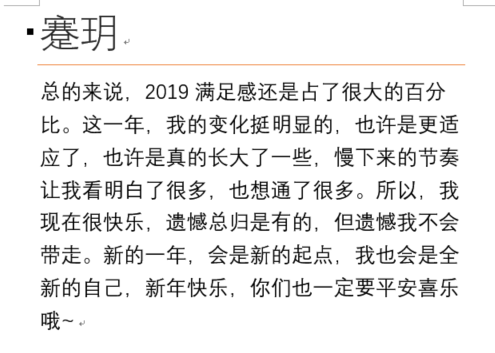 蹇玥
总的来说，2019 满足感还是占了很大的百分
比。这一年，我的变化挺明显的，也许是更适
应了，也许是真的长大了一些，慢下来的节奏
让我看明白了很多，也想通了很多。所以，我
现在很快乐，遗憾总归是有的，但遗憾我不会
带走。新的一年，会是新的起点，我也会是全
新的自己，新年快乐，你们也一定要平安喜乐
哦~